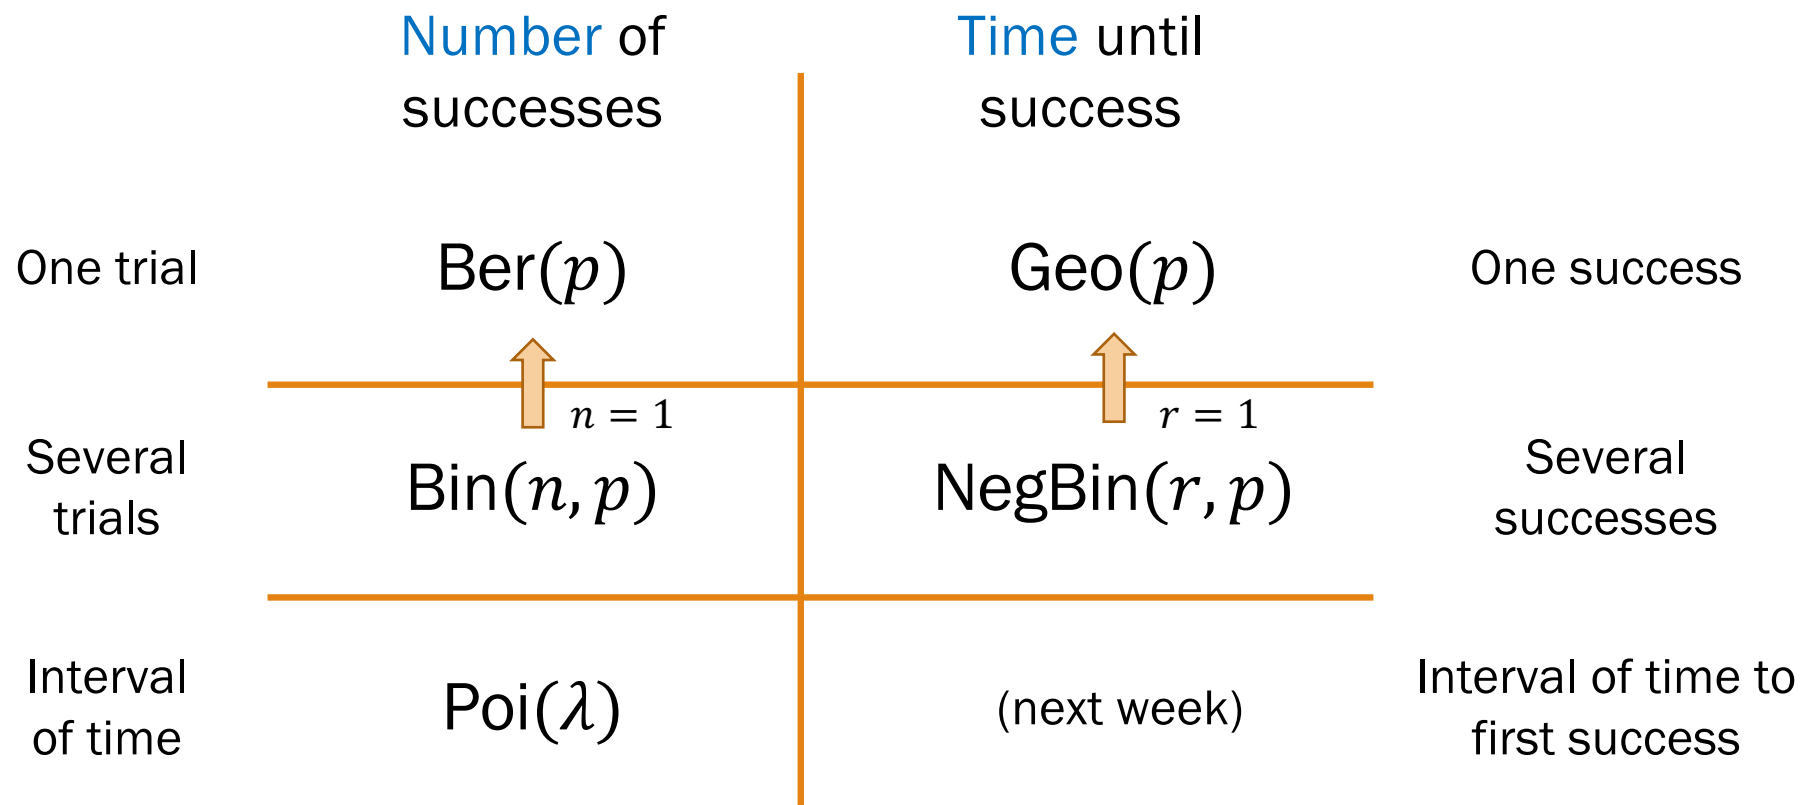 Number of
successes
Time until
success
One trial
Ber(p)
Geo(p)
One success
n = 1
r = 1
Several
trials
Bin(n, p)
NegBin(r, p)
Several
successes
Interval
of time
Poi(λ)
(next week)
Interval of time to
first success